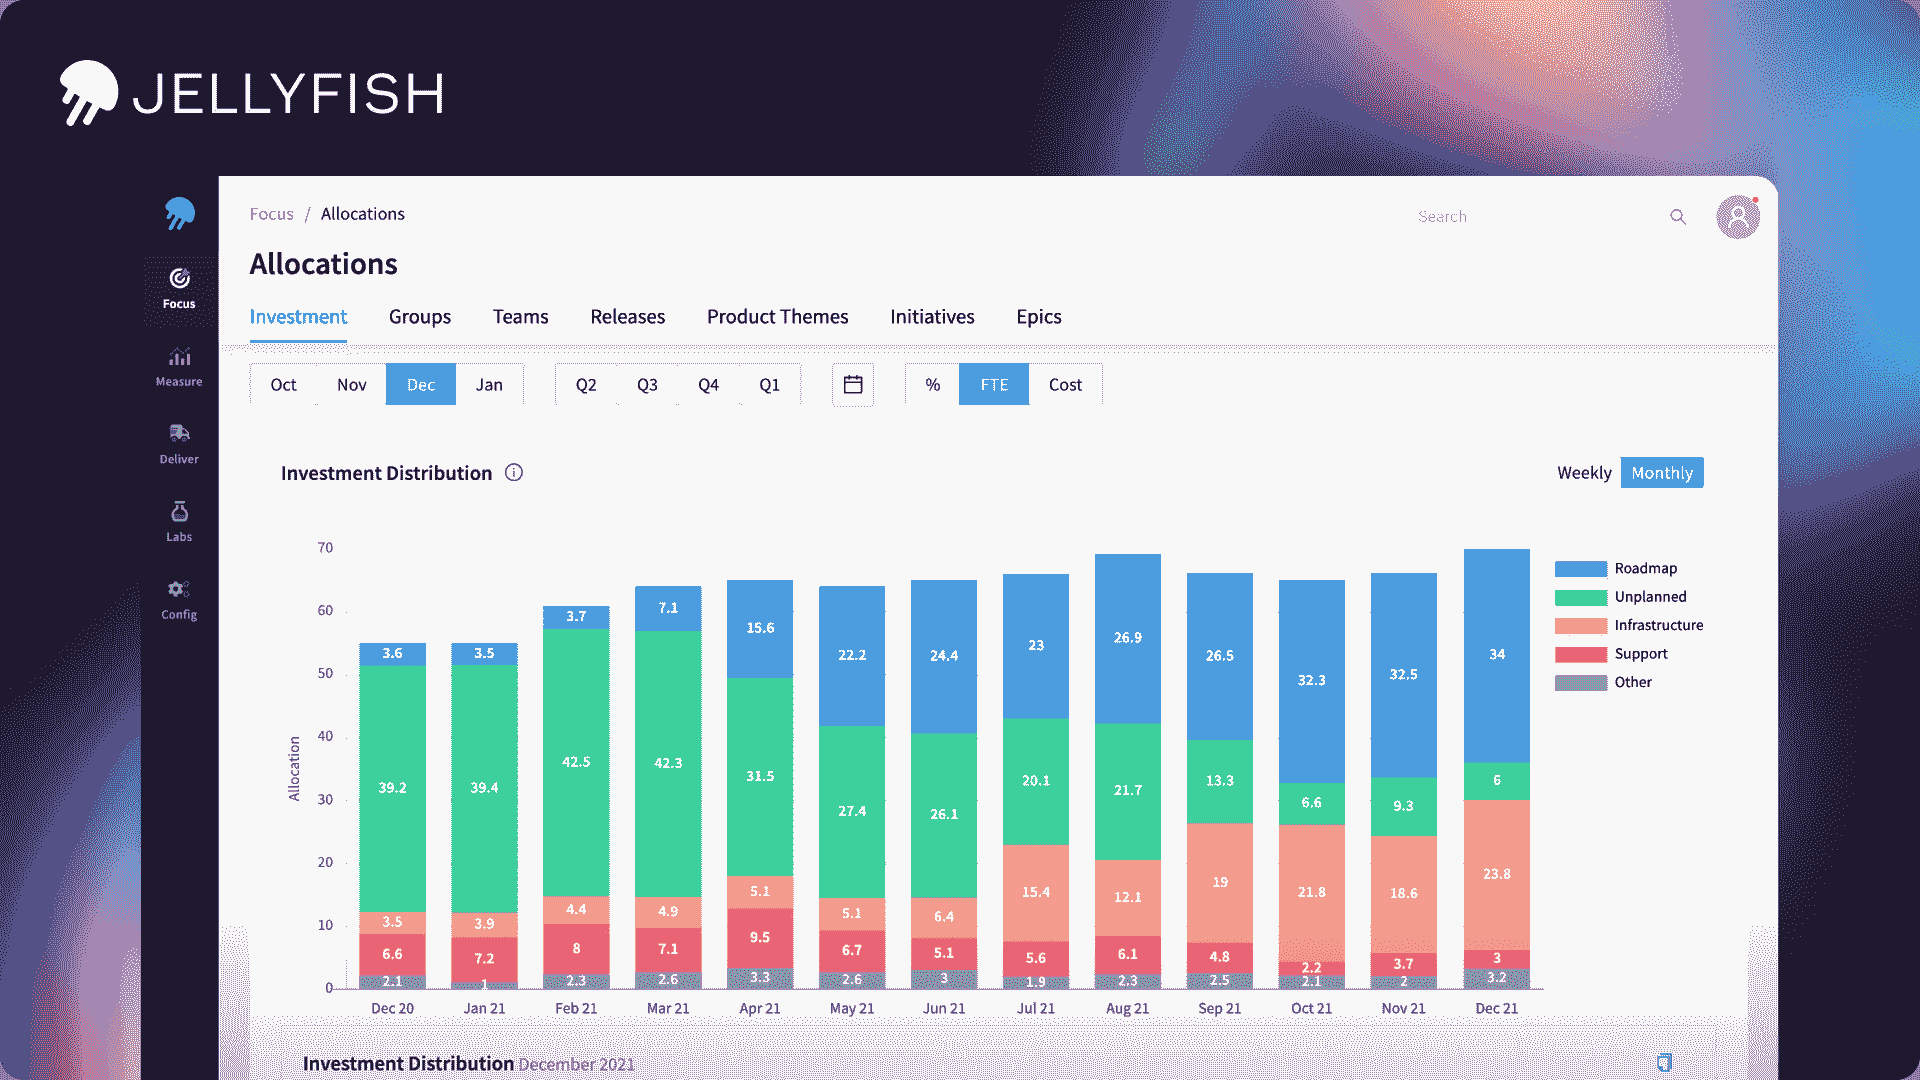 JELLYFISH
Focus / Allocations
Search
Allocations
Investment Groups Teams Releases Product Themes Initiatives Epics
Oct Nov Dec Jan Q2 Q3 Q4 Q1 % FTE Cost
Focus
Measure
Deliver
Labs
Config
Investment Distribution
Weekly Monthly
Roadmap
Unplanned
Infrastructure
Support
Other
Allocation
70
60
50
40
30
20
10
0
3.6 39.2 3.5 6.6 2.1
3.5 39.4 3.9 7.2 1
3.7 42.5 4.4 8 2.3
7.1 42.3 4.9 7.1 2.6
15.6 31.5 5.1 9.5 3.3
22.2 27.4 5.1 6.7 2.6
24.4 26.1 6.4 5.1 3
23 20.1 15.4 5.6 1.9
26.9 21.7 12.1 6.1 2.3
26.5 13.3 19 4.8 2.5
32.3 6.6 21.8 2.2 2.1
32.5 9.3 18.6 3.7 2
34 6 23.8 3 3.2
Dec 20 Jan 21 Feb 21 Mar 21 Apr 21 May 21 Jun 21 Jul 21 Aug 21 Sep 21 Oct 21 Nov 21 Dec 21
Investment Distribution December 2021